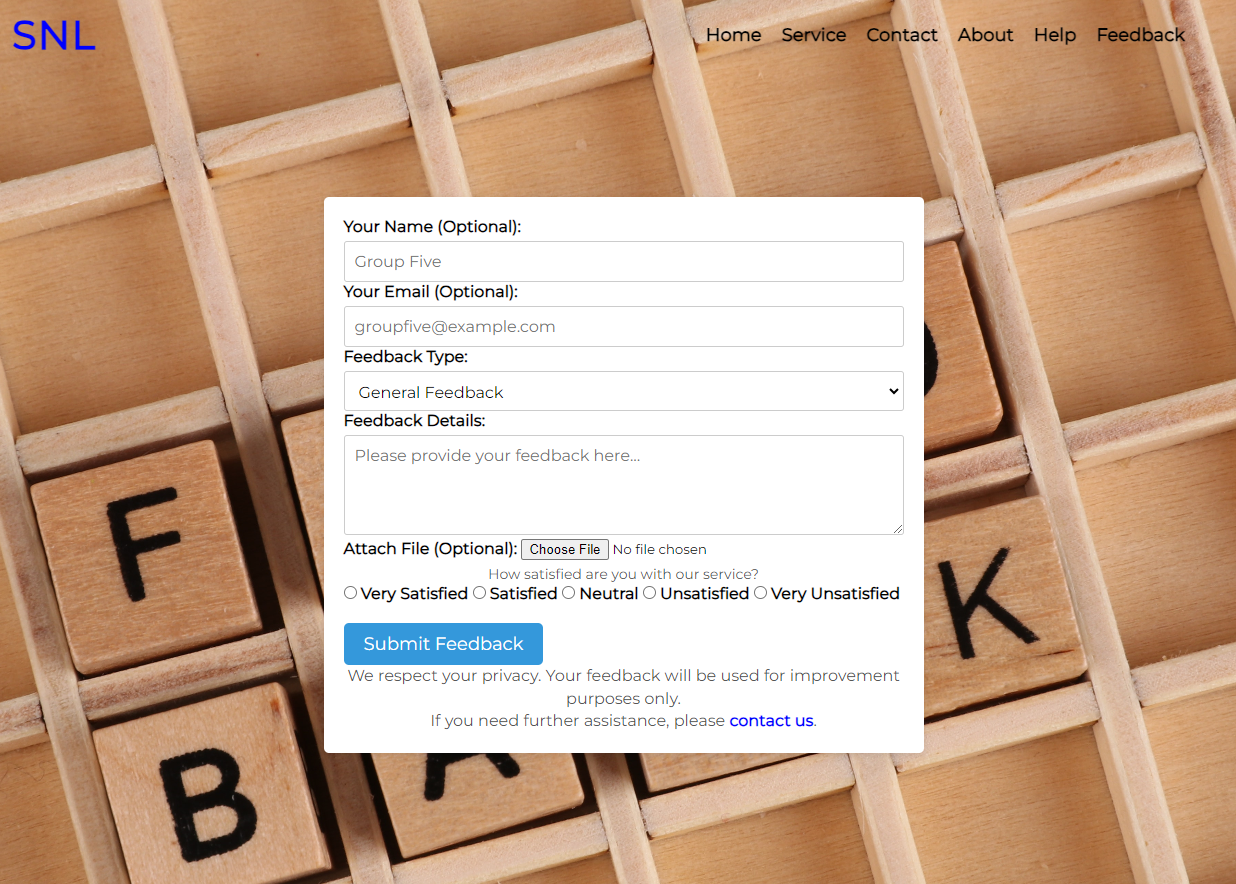 SNL
Home Service Contact About Help Feedback
Your Name (Optional):
Group Five
Your Email (Optional):
groupfive@example.com
Feedback Type:
General Feedback
Feedback Details:
Please provide your feedback here...
Attach File (Optional): Choose File No file chosen
How satisfied are you with our service?
Very Satisfied Satisfied Neutral Unsatisfied Very Unsatisfied
Submit Feedback
We respect your privacy. Your feedback will be used for improvement
purposes only.
If you need further assistance, please contact us.
F
K
B A